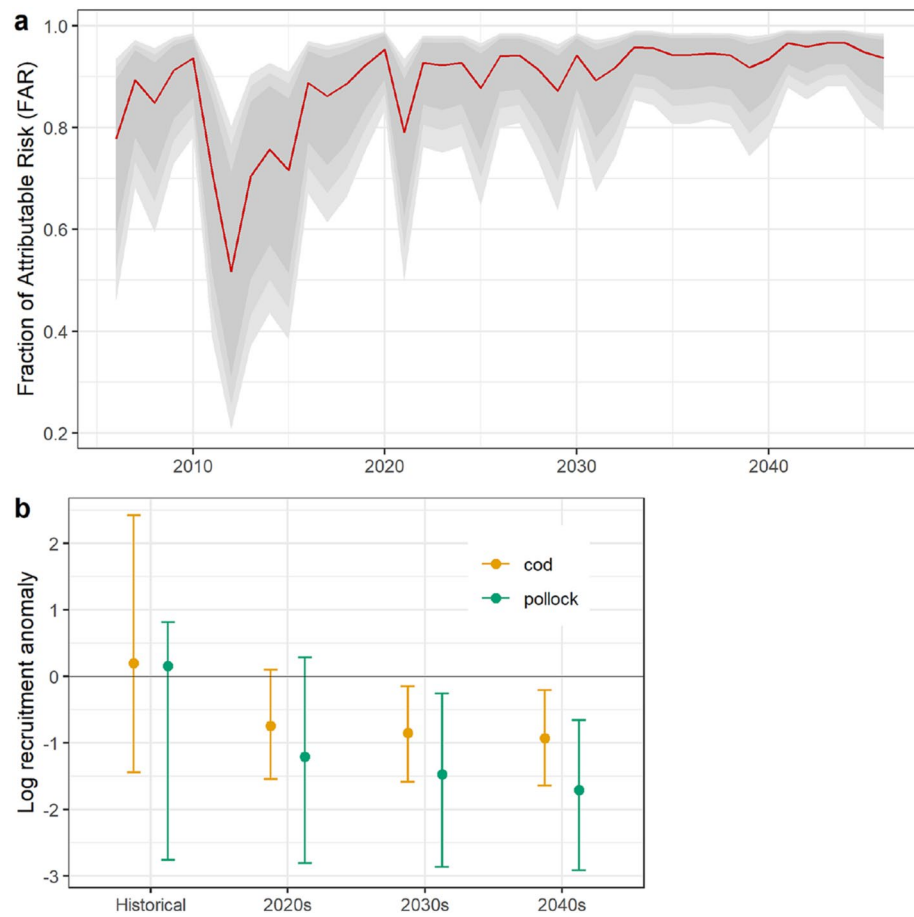 a
Fraction of Attributable Risk (FAR)
1.0
0.8
0.6
0.4
0.2
2010 2020 2030 2040
b
Log recruitment anomaly
2
1
0
-1
-2
-3
cod
pollock
Historical 2020s 2030s 2040s